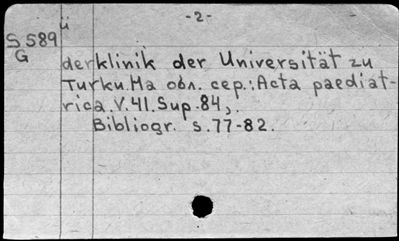 ü -2-
S 589
G
derklinik der Universität zu
Turku. На обл. сер.: Acta paediat-
rica. V. 41. Sup. 84,.
Bibliogr. S. 77-82.